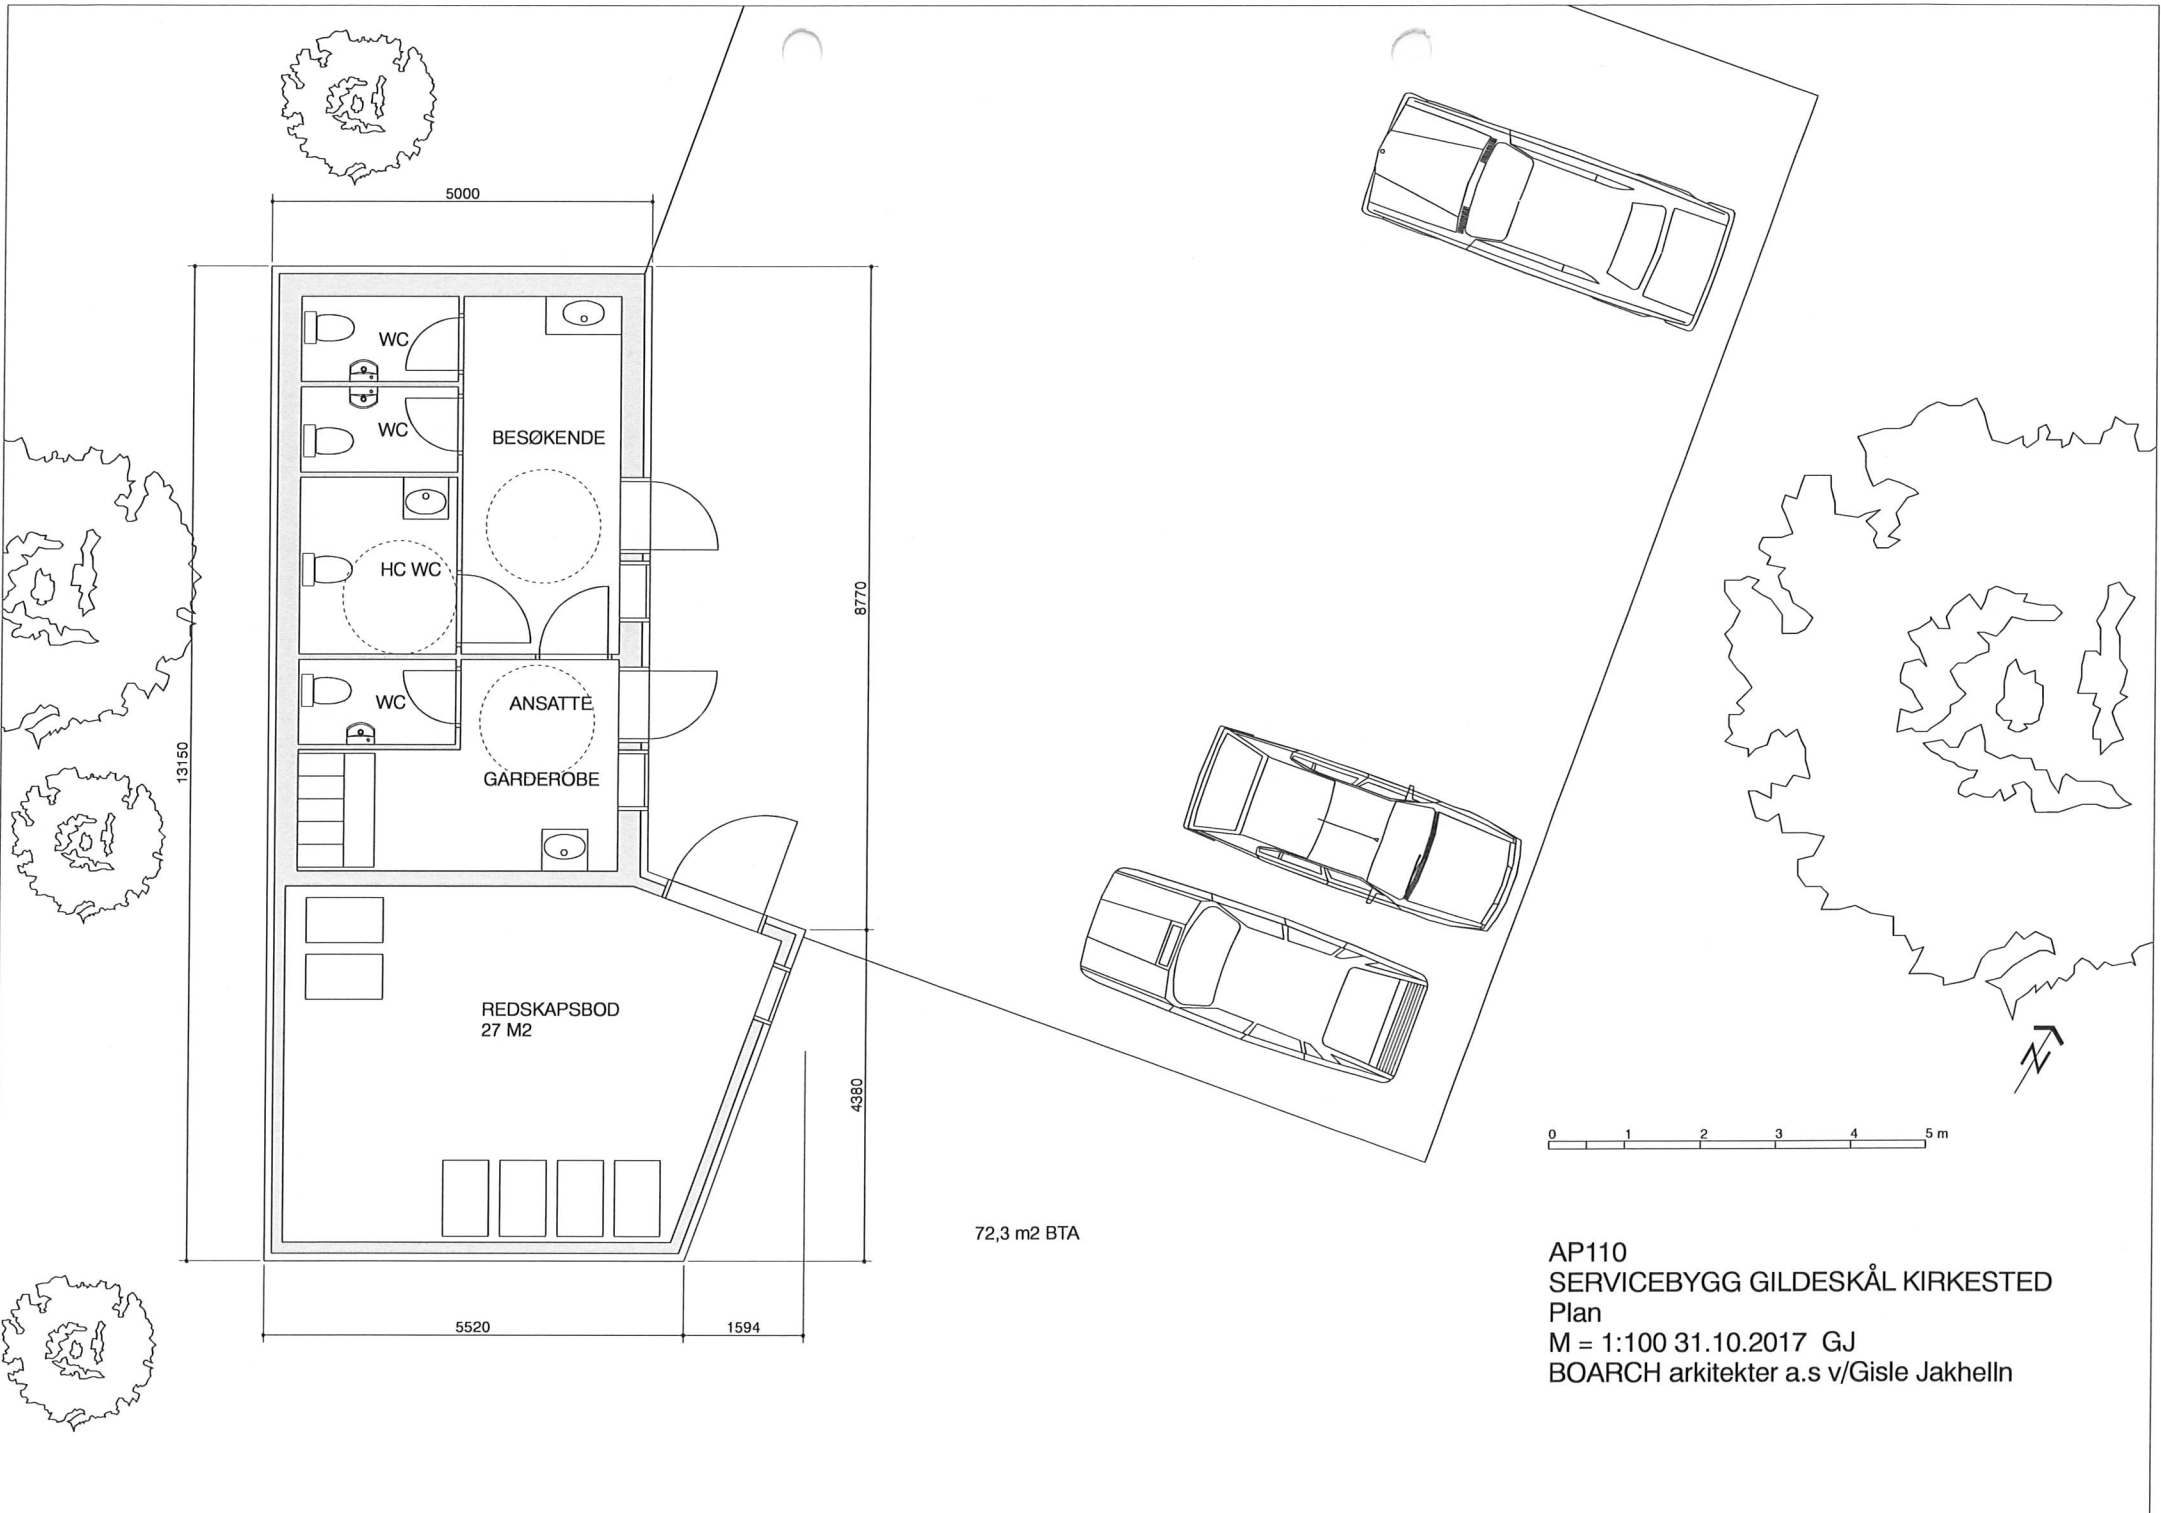 5000
WC
WC
BESØKENDE
HC WC
8770
WC
ANSATTE
13150
GARDEROBE
REDSKAPSBOD
27 M2
4380
N
0 1 2 3 4 5 m
72,3 m2 BTA
5520
1594
AP110
SERVICEBYGG GILDESKÅL KIRKESTED
Plan
M = 1:100 31.10.2017 GJ
BOARCH arkitekter a.s v/Gisle Jakhelln